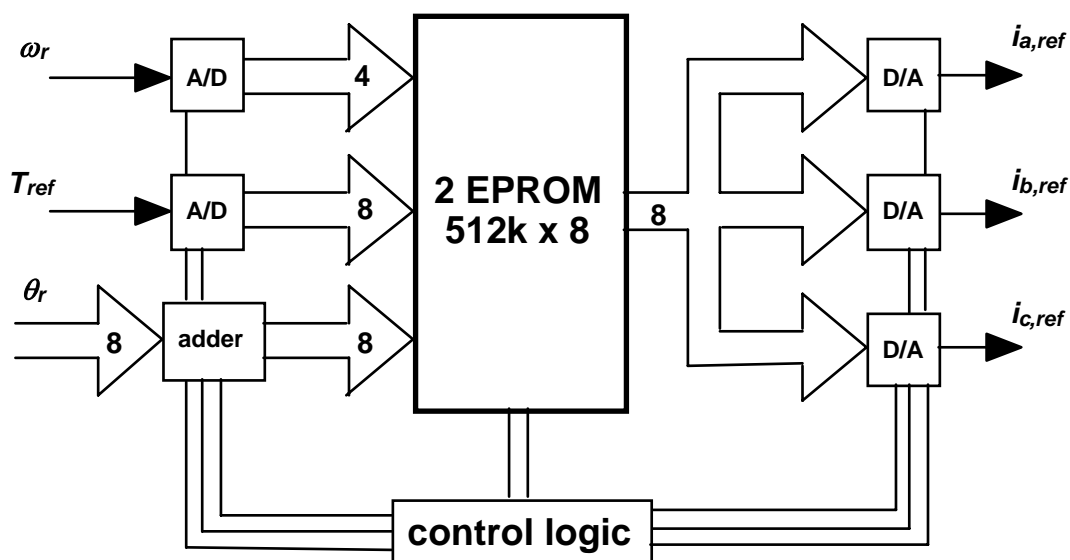 ωr
A/D
4
D/A
ia,ref
Tref
A/D
8
2 EPROM
512k x 8
8
D/A
ib,ref
θr
8
adder
8
D/A
ic,ref
control logic